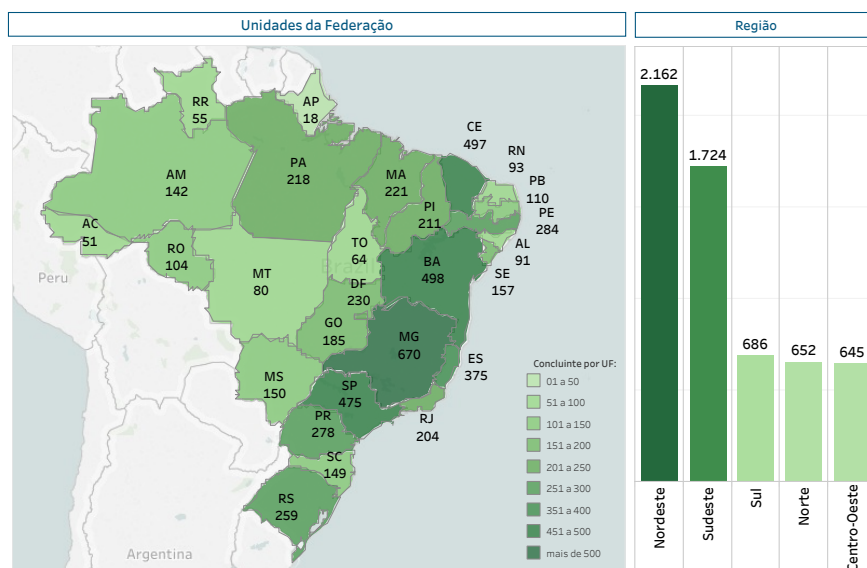 Unidades da Federação
Região
RR
55
AP
18
CE
497
RN
93
PB
110
PE
284
AL
91
SE
157
AM
142
PA
218
MA
221
PI
211
AC
51
RO
104
MT
80
TO
64
BA
498
DF
230
GO
185
MG
670
ES
375
MS
150
SP
475
RJ
204
PR
278
SC
149
RS
259
Peru
Brazil
Argentina
Concluinte por UF:
01 a 50
51 a 100
101 a 150
151 a 200
201 a 250
251 a 300
351 a 400
451 a 500
mais de 500
2.162
1.724
686
652
645
Nordeste
Sudeste
Sul
Norte
Centro-Oeste